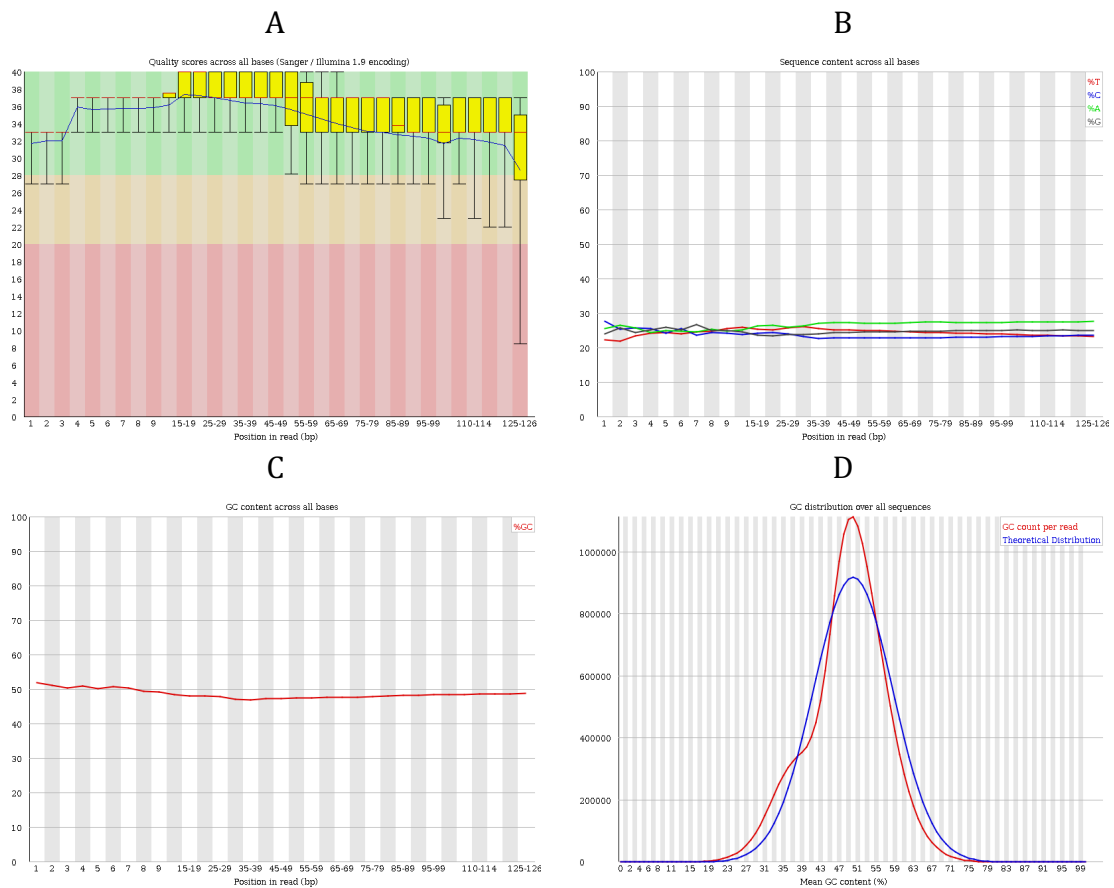 A
Quality scores across all bases (Sanger / Illumina 1.9 encoding)
40
38
36
34
32
30
28
26
24
22
20
18
16
14
12
10
8
6
4
2
0
1 2 3 4 5 6 7 8 9 15-19 25-29 35-39 45-49 55-59 65-69 75-79 85-89 95-99 110-114 125-126
Position in read (bp)
B
Sequence content across all bases
%T
%C
%A
%G
100
90
80
70
60
50
40
30
20
10
0
1 2 3 4 5 6 7 8 9 15-19 25-29 35-39 45-49 55-59 65-69 75-79 85-89 95-99 110-114 125-126
Position in read (bp)
C
GC content across all bases
%GC
100
90
80
70
60
50
40
30
20
10
0
1 2 3 4 5 6 7 8 9 15-19 25-29 35-39 45-49 55-59 65-69 75-79 85-89 95-99 110-114 125-126
Position in read (bp)
D
GC distribution over all sequences
GC count per read
Theoretical Distribution
1000000
800000
600000
400000
200000
0
0 2 4 6 8 11 15 19 23 27 31 35 39 43 47 51 55 59 63 67 71 75 79 83 87 91 95 99
Mean GC content (%)